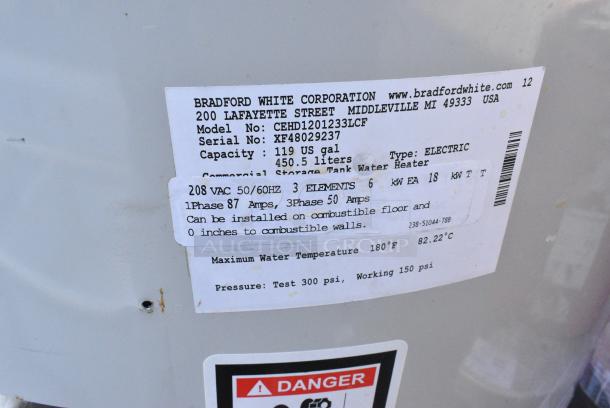 BRADFORD WHITE CORPORATION www.bradfordwhite.com 12
200 LAFAYETTE STREET MIDDLEVILLE MI 49333 USA
Model No: CEHD1201233LCF
Serial No: XF48029237
Capacity : 119 US gal Type: ELECTRIC
450.5 liters
Commercial Storage Tank Water Heater
208 VAC 50/60HZ 3 ELEMENTS 6 kW EA 18 kW T T
1Phase 87 Amps, 3Phase 50 Amps
Can be installed on combustible floor and
0 inches to combustible walls. 238-51044-78B
Maximum Water Temperature 180°F 82.22°C
Pressure: Test 300 psi, Working 150 psi
AUCTION GROUP
DANGER